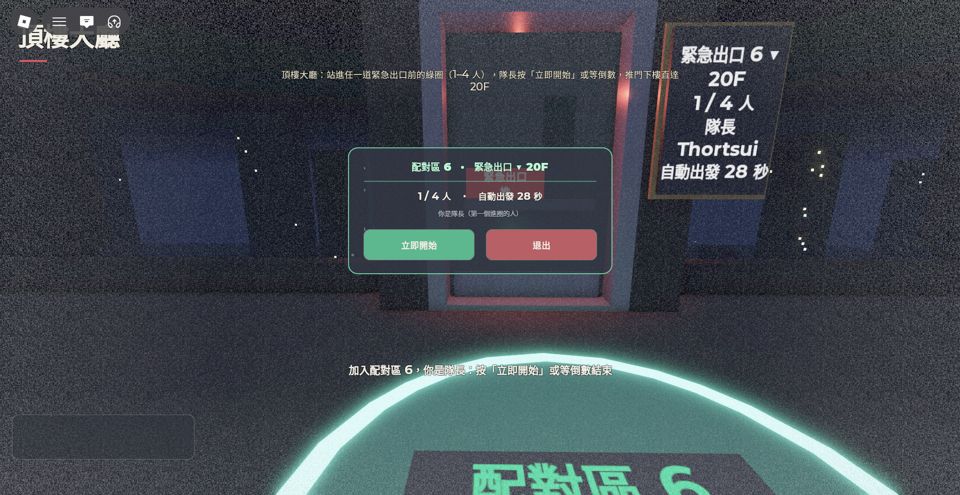 頂樓大廳
頂樓大廳：站進任一道緊急出口前的綠圈（1–4 人），隊長按「立即開始」或等倒數，推門下樓直達
20F
緊急出口 6 ▼
20F
1 / 4 人
隊長
Thortsui
自動出發 28 秒
配對區 6 • 緊急出口 ▼ 20F
1 / 4 人 • 自動出發 28 秒
你是隊長（第一個進圈的人）
立即開始
退出
加入配對區 6，你是隊長：按「立即開始」或等倒數結束
配對區 6